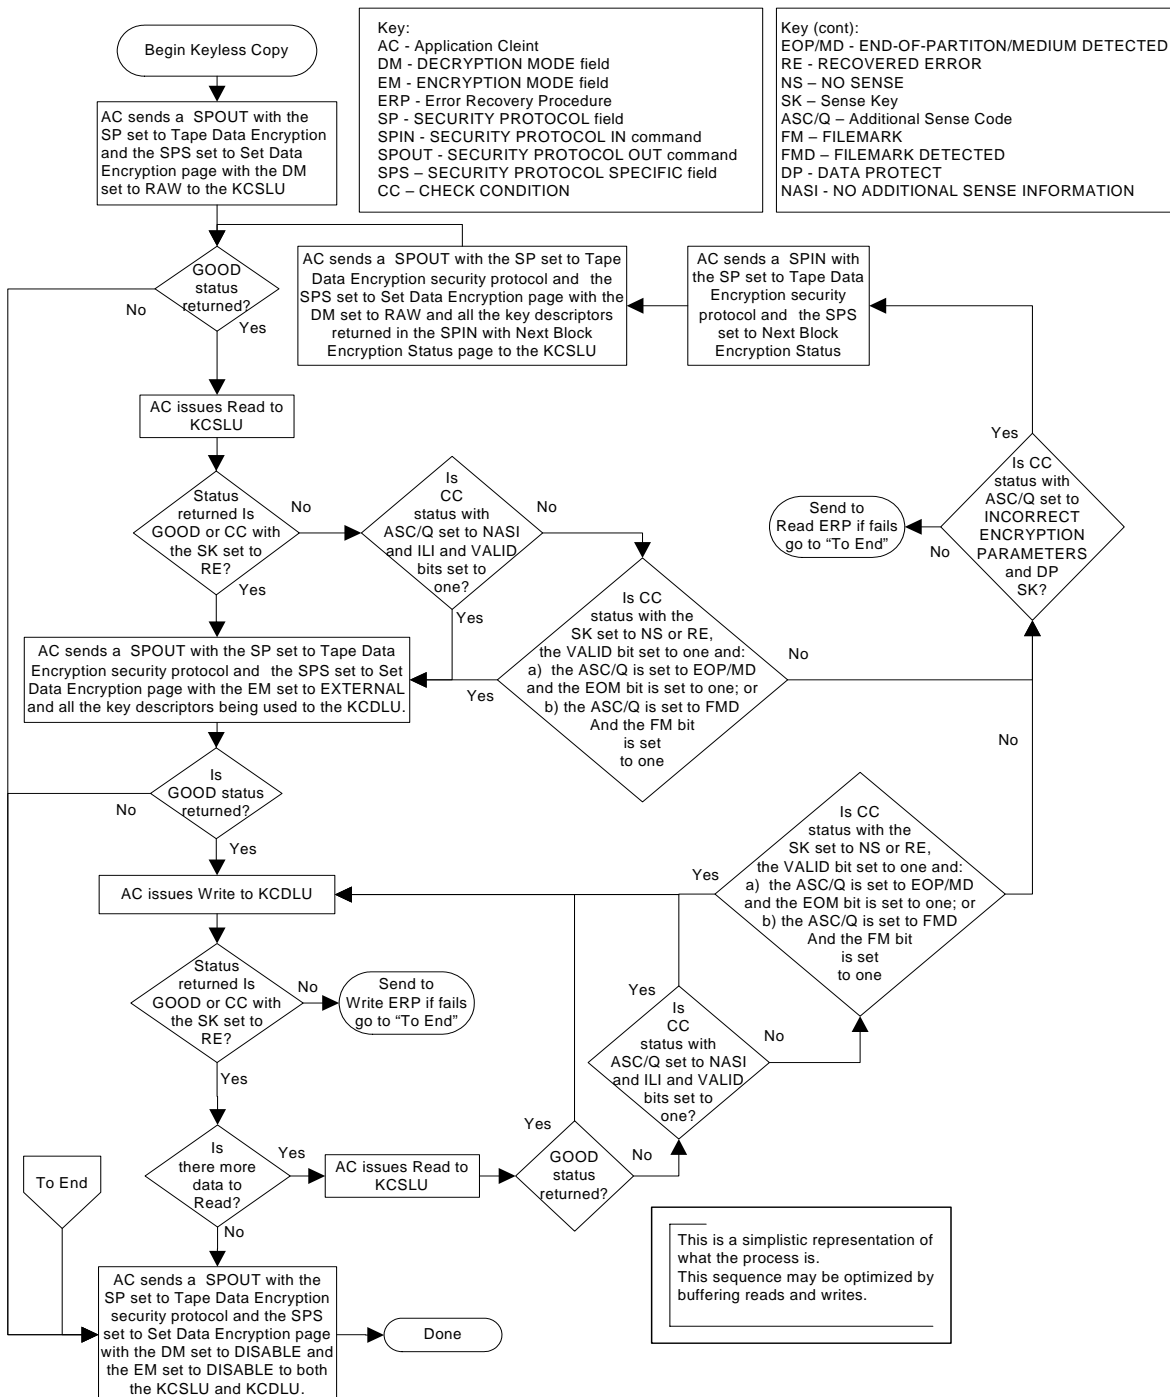 Begin Keyless Copy
Key:
AC - Application Cleint
DM - DECRYPTION MODE field
EM - ENCRYPTION MODE field
ERP - Error Recovery Procedure
SP - SECURITY PROTOCOL field
SPIN - SECURITY PROTOCOL IN command
SPOUT - SECURITY PROTOCOL OUT command
SPS – SECURITY PROTOCOL SPECIFIC field
CC – CHECK CONDITION
Key (cont):
EOP/MD - END-OF-PARTITON/MEDIUM DETECTED
RE - RECOVERED ERROR
NS – NO SENSE
SK – Sense Key
ASC/Q – Additional Sense Code
FM – FILEMARK
FMD – FILEMARK DETECTED
DP - DATA PROTECT
NASI - NO ADDITIONAL SENSE INFORMATION
AC sends a SPOUT with the
SP set to Tape Data Encryption
and the SPS set to Set Data
Encryption page with the DM
set to RAW to the KCSLU
GOOD
status
returned?
No
Yes
AC sends a SPOUT with the SP set to Tape
Data Encryption security protocol and the
SPS set to Set Data Encryption page with the
DM set to RAW and all the key descriptors
returned in the SPIN with Next Block
Encryption Status page to the KCSLU
AC sends a SPIN with
the SP set to Tape Data
Encryption security
protocol and the SPS
set to Next Block
Encryption Status
AC issues Read to
KCSLU
Status
returned Is
GOOD or CC with
the SK set to
RE?
No
Yes
Is
CC
status with
ASC/Q set to NASI
and ILI and VALID
bits set to
one?
No
Yes
Is CC
status with the
SK set to NS or RE,
the VALID bit set to one and:
a) the ASC/Q is set to EOP/MD
and the EOM bit is set to one; or
b) the ASC/Q is set to FMD
And the FM bit
is set
to one
No
Yes
Send to
Read ERP if fails
go to “To End”
Yes
Is CC
status with
ASC/Q set to
INCORRECT
ENCRYPTION
PARAMETERS
and DP
SK?
No
AC sends a SPOUT with the SP set to Tape Data
Encryption security protocol and the SPS set to Set
Data Encryption page with the EM set to EXTERNAL
and all the key descriptors being used to the KCDLU.
Is
GOOD status
returned?
No
Yes
AC issues Write to KCDLU
Yes
Is CC
status with the
SK set to NS or RE,
the VALID bit set to one and:
a) the ASC/Q is set to EOP/MD
and the EOM bit is set to one; or
b) the ASC/Q is set to FMD
And the FM bit
is set
to one
No
Status
returned Is
GOOD or CC with
the SK set to
RE?
No
Yes
Send to
Write ERP if fails
go to “To End”
Yes
Is
CC
status with
ASC/Q set to NASI
and ILI and VALID
bits set to
one?
No
Is
there more
data to
Read?
Yes
No
AC issues Read to
KCSLU
Yes
GOOD
status
returned?
No
To End
This is a simplistic representation of
what the process is.
This sequence may be optimized by
buffering reads and writes.
AC sends a SPOUT with the
SP set to Tape Data Encryption
security protocol and the SPS
set to Set Data Encryption page
with the DM set to DISABLE and
the EM set to DISABLE to both
the KCSLU and KCDLU.
Done